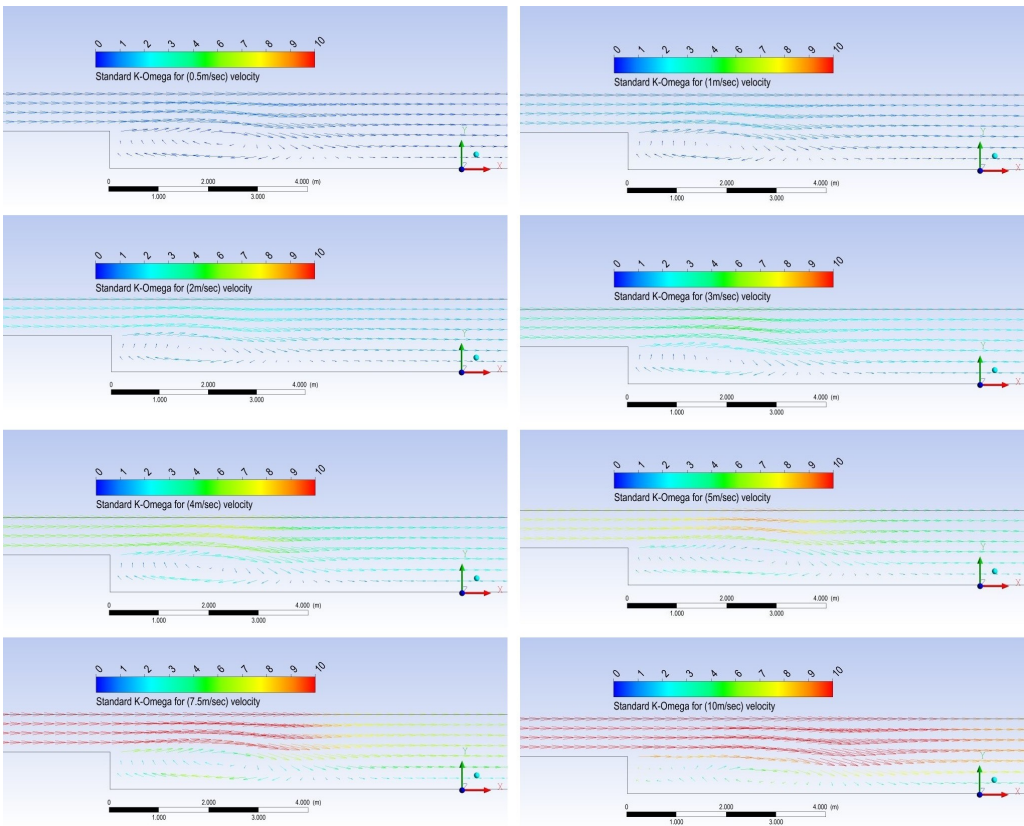 0 1 2 3 4 5 6 7 8 9 10
Standard K-Omega for (0.5m/sec) velocity
Y
X
0 2.000 4.000 (m)
1.000 3.000
0 1 2 3 4 5 6 7 8 9 10
Standard K-Omega for (1m/sec) velocity
Y
X
0 2.000 4.000 (m)
1.000 3.000
0 1 2 3 4 5 6 7 8 9 10
Standard K-Omega for (2m/sec) velocity
Y
X
0 2.000 4.000 (m)
1.000 3.000
0 1 2 3 4 5 6 7 8 9 10
Standard K-Omega for (3m/sec) velocity
Y
X
0 2.000 4.000 (m)
1.000 3.000
0 1 2 3 4 5 6 7 8 9 10
Standard K-Omega for (4m/sec) velocity
Y
X
0 2.000 4.000 (m)
1.000 3.000
0 1 2 3 4 5 6 7 8 9 10
Standard K-Omega for (5m/sec) velocity
Y
X
0 2.000 4.000 (m)
1.000 3.000
0 1 2 3 4 5 6 7 8 9 10
Standard K-Omega for (7.5m/sec) velocity
Y
X
0 2.000 4.000 (m)
1.000 3.000
0 1 2 3 4 5 6 7 8 9 10
Standard K-Omega for (10m/sec) velocity
Y
X
0 2.000 4.000 (m)
1.000 3.000